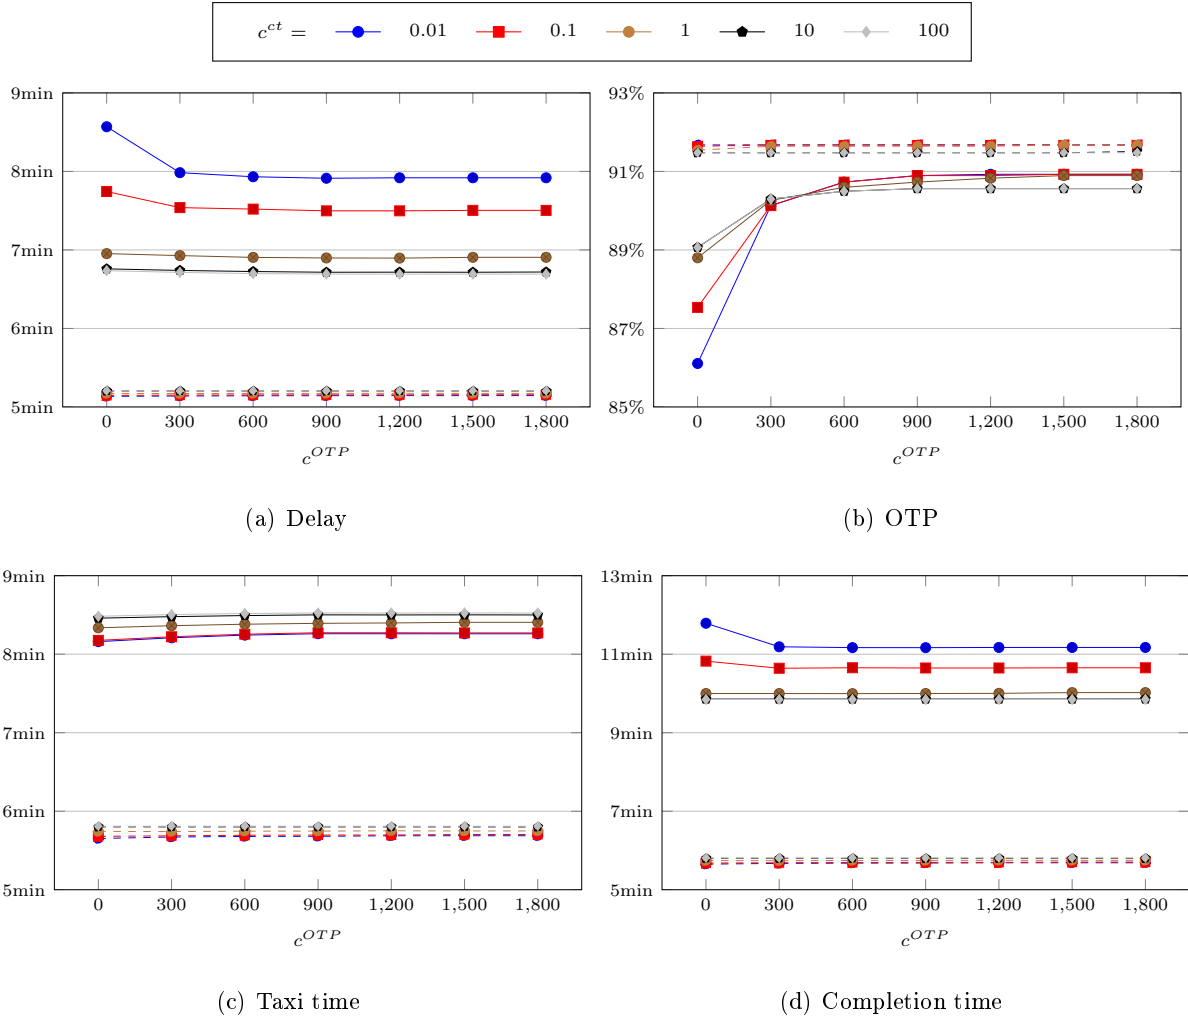 c^{ct} = 0.01 0.1 1 10 100
9min
8min
7min
6min
5min
0 300 600 900 1,200 1,500 1,800
c^{OTP}
(a) Delay
93%
91%
89%
87%
85%
0 300 600 900 1,200 1,500 1,800
c^{OTP}
(b) OTP
9min
8min
7min
6min
5min
0 300 600 900 1,200 1,500 1,800
c^{OTP}
(c) Taxi time
13min
11min
9min
7min
5min
0 300 600 900 1,200 1,500 1,800
c^{OTP}
(d) Completion time